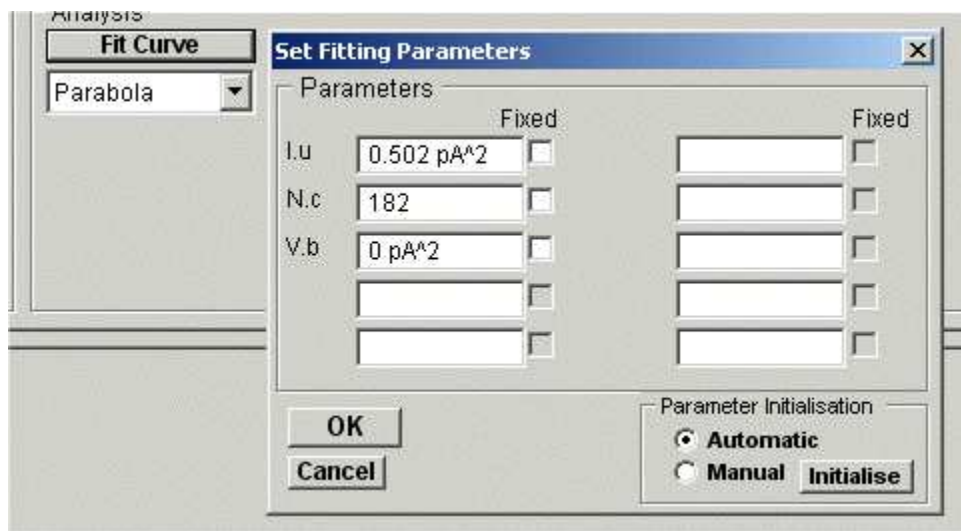 Analysis
Fit Curve
Parabola
Set Fitting Parameters
Parameters
Fixed Fixed
I.u 0.502 pA^2
N.c 182
V.b 0 pA^2
OK
Cancel
Parameter Initialisation
Automatic
Manual Initialise